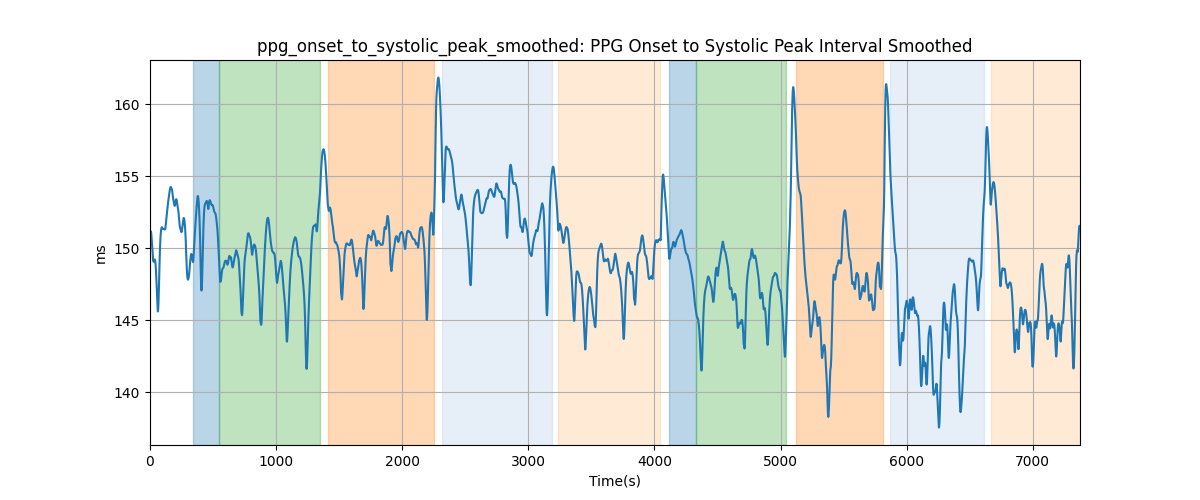 ppg_onset_to_systolic_peak_smoothed: PPG Onset to Systolic Peak Interval Smoothed
160
155
150
145
140
ms
0 1000 2000 3000 4000 5000 6000 7000
Time(s)